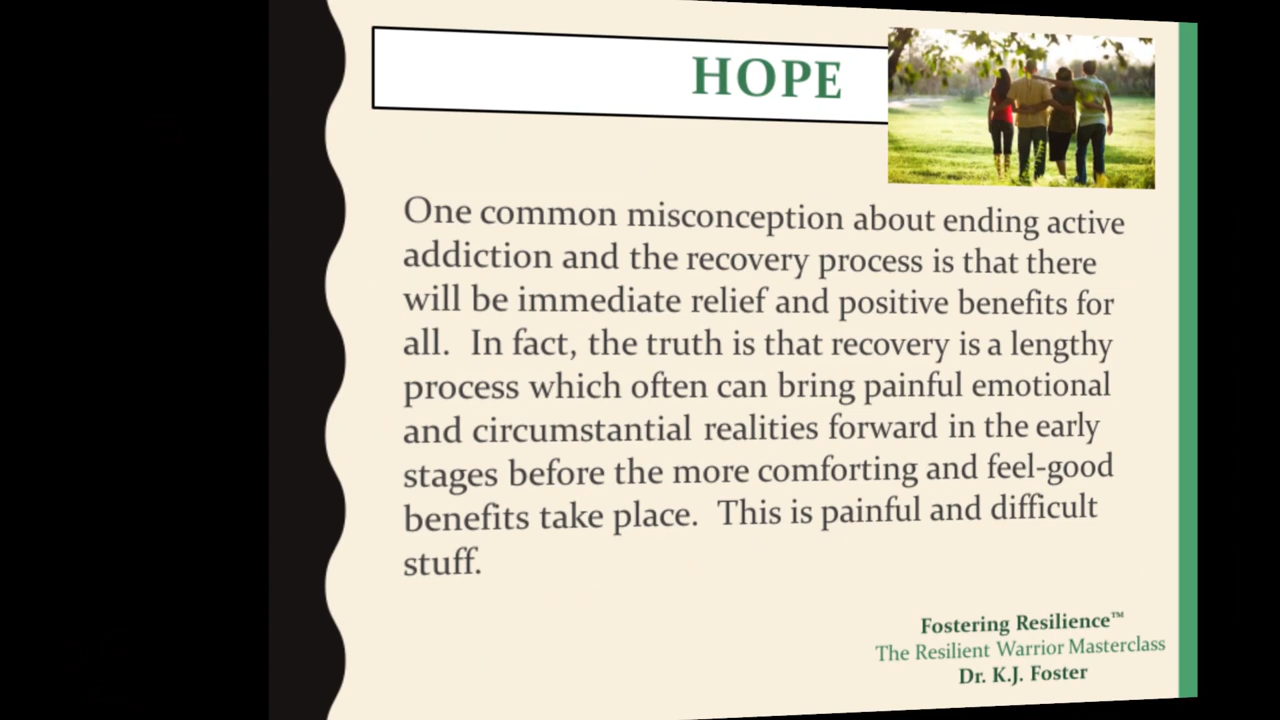 HOPE
One common misconception about ending active
addiction and the recovery process is that there
will be immediate relief and positive benefits for
all.  In fact, the truth is that recovery is a lengthy
process which often can bring painful emotional
and circumstantial realities forward in the early
stages before the more comforting and feel-good
benefits take place.  This is painful and difficult
stuff.
Fostering Resilience™
The Resilient Warrior Masterclass
Dr. K.J. Foster